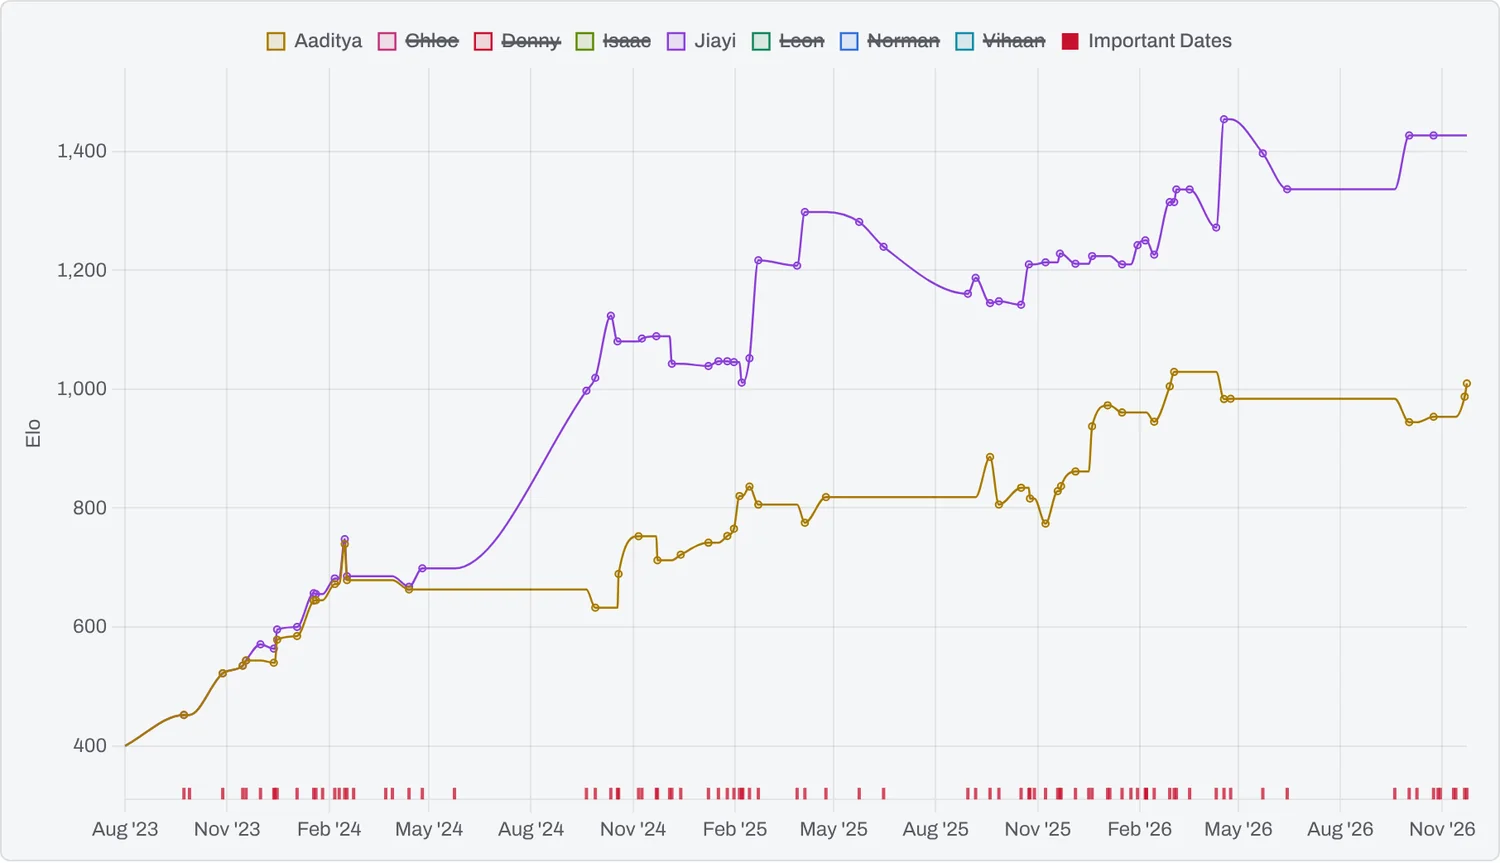 Aaditya Chloe Denny Isaac Jiayi Leon Norman Vihaan Important Dates
1,400
1,200
1,000
800
600
400
Elo
Aug '23 Nov '23 Feb '24 May '24 Aug '24 Nov '24 Feb '25 May '25 Aug '25 Nov '25 Feb '26 May '26 Aug '26 Nov '26